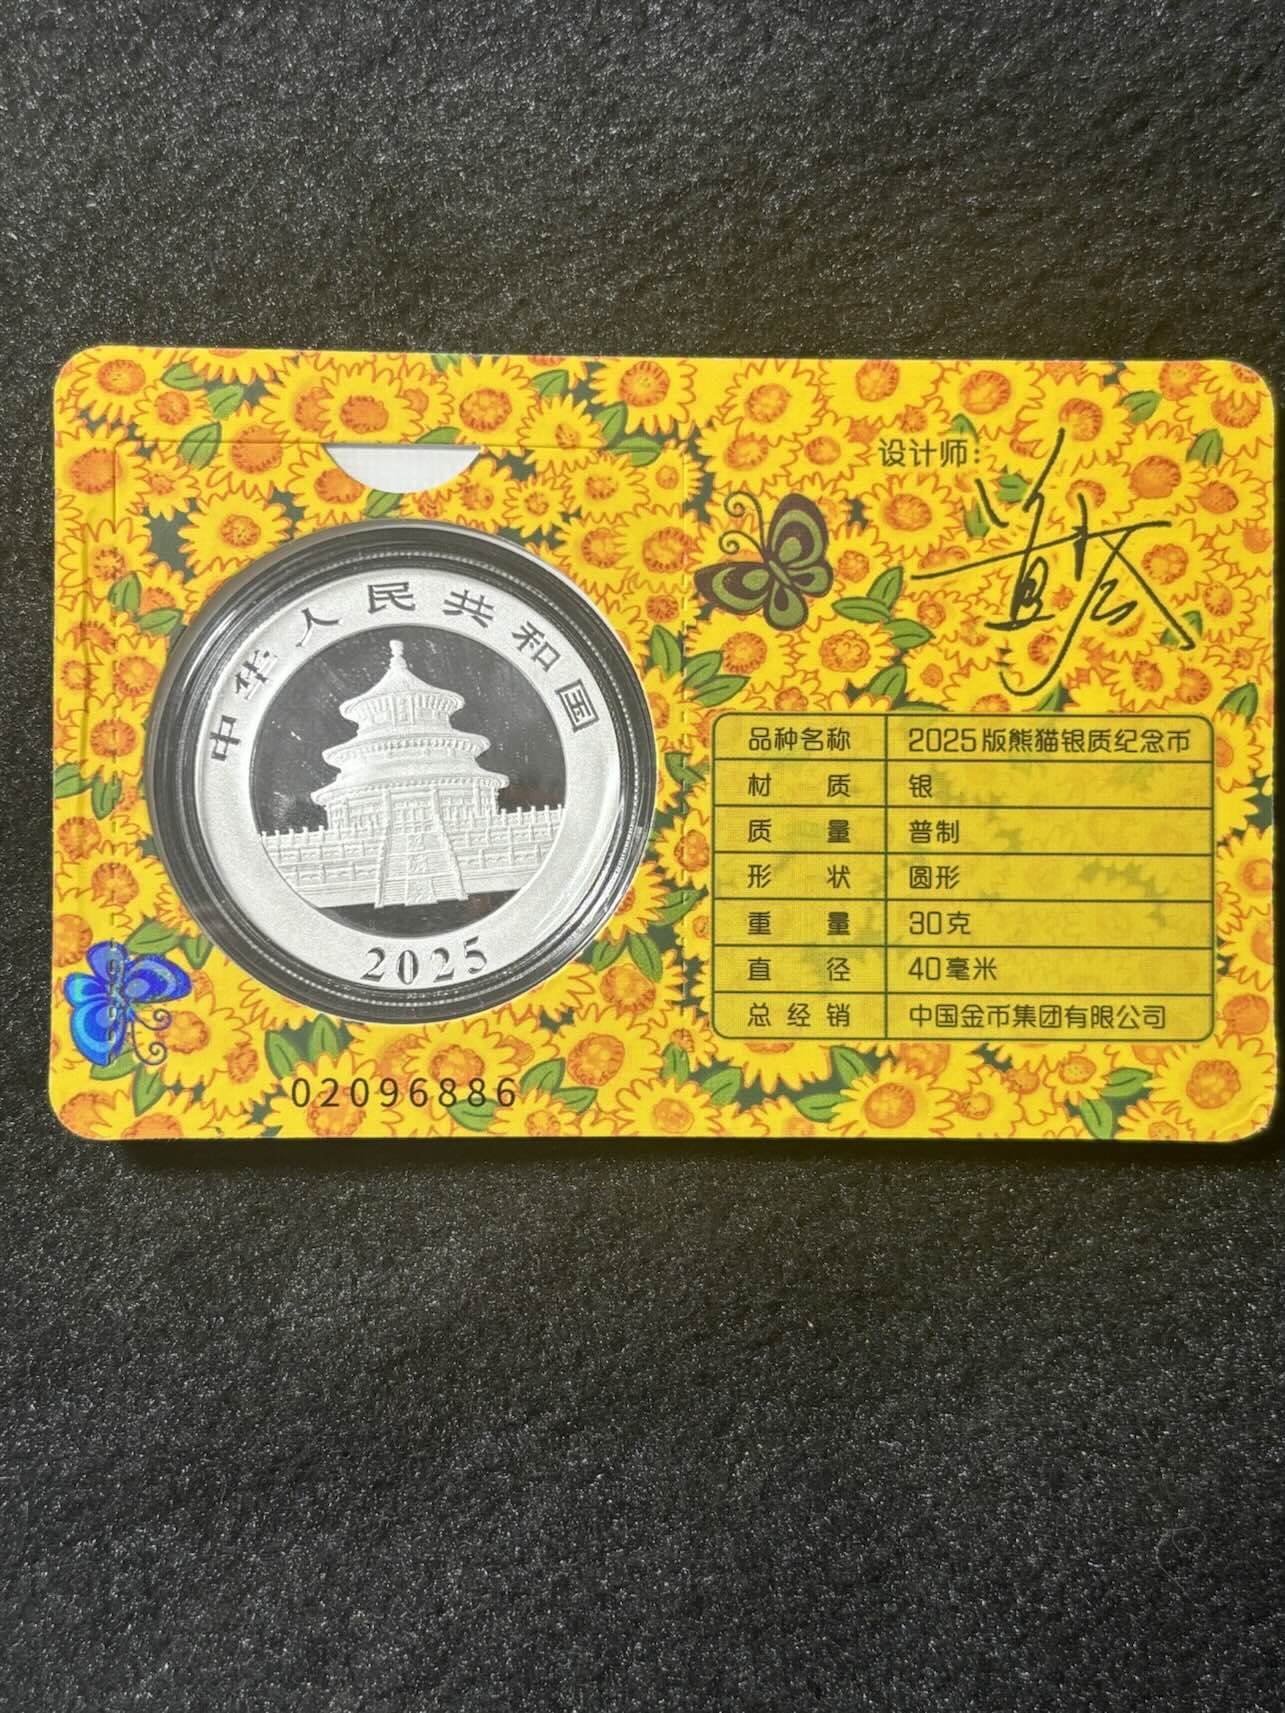 中华人民共和国
2025
02096886
设计师：
品种名称 2025版熊猫银质纪念币
材质 银
质量 普制
形状 圆形
重量 30克
直径 40毫米
总经销 中国金币集团有限公司